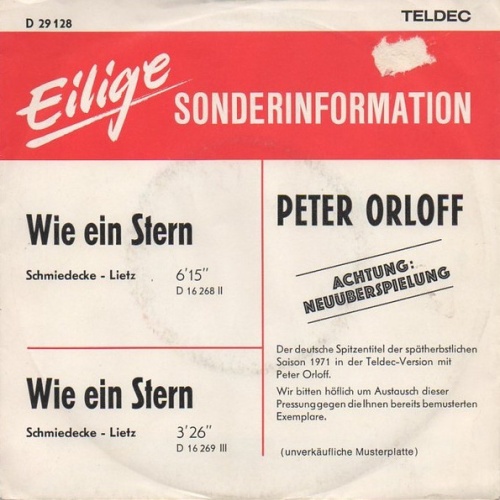 D 29 128
TELDEC
Eilige
SONDERINFORMATION
Wie ein Stern
Schmiedecke - Lietz 6'15"
D 16 268 II
Wie ein Stern
Schmiedecke - Lietz 3'26"
D 16 269 III
PETER ORLOFF
ACHTUNG:
NEUUBERSPIELUNG
Der deutsche Spitzentitel der spätherbstlichen
Saison 1971 in der Teldec-Version mit
Peter Orloff.
Wir bitten höflich um Austausch dieser
Pressung gegen die Ihnen bereits bemusterten
Exemplare.
(unverkäufliche Musterplatte)